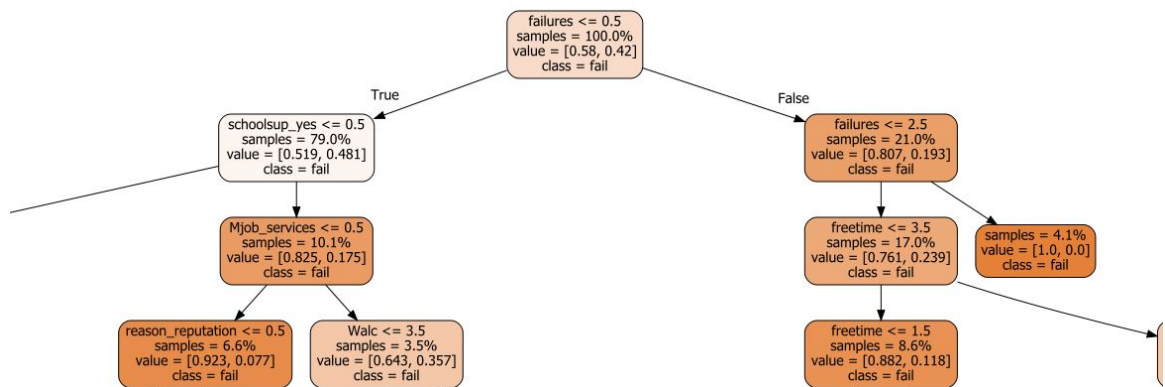 failures <= 0.5
samples = 100.0%
value = [0.58, 0.42]
class = fail
True
False
schoolsup_yes <= 0.5
samples = 79.0%
value = [0.519, 0.481]
class = fail
failures <= 2.5
samples = 21.0%
value = [0.807, 0.193]
class = fail
Mjob_services <= 0.5
samples = 10.1%
value = [0.825, 0.175]
class = fail
freetime <= 3.5
samples = 17.0%
value = [0.761, 0.239]
class = fail
samples = 4.1%
value = [1.0, 0.0]
class = fail
reason_reputation <= 0.5
samples = 6.6%
value = [0.923, 0.077]
class = fail
Walc <= 3.5
samples = 3.5%
value = [0.643, 0.357]
class = fail
freetime <= 1.5
samples = 8.6%
value = [0.882, 0.118]
class = fail